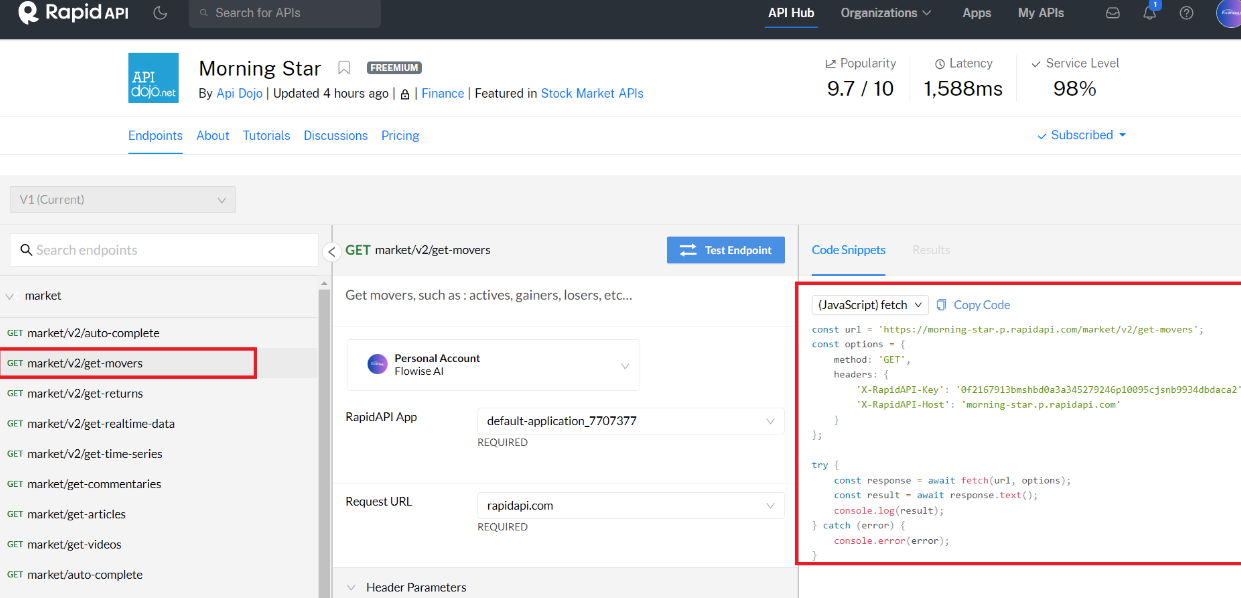 Rapid API
Search for APIs
API Hub
Organizations
Apps
My APIs
1
API
dojo.net
Morning Star
FREEMIUM
By Api Dojo | Updated 4 hours ago | | Finance | Featured in Stock Market APIs
Popularity
9.7 / 10
Latency
1,588ms
Service Level
98%
Endpoints
About
Tutorials
Discussions
Pricing
Subscribed
V1 (Current)
Search endpoints
market
GET market/v2/auto-complete
GET market/v2/get-movers
GET market/v2/get-returns
GET market/v2/get-realtime-data
GET market/v2/get-time-series
GET market/get-commentaries
GET market/get-articles
GET market/get-videos
GET market/auto-complete
GET market/v2/get-movers
Test Endpoint
Get movers, such as : actives, gainers, losers, etc...
Personal Account
Flowise AI
RapidAPI App
default-application_7707377
REQUIRED
Request URL
rapidapi.com
REQUIRED
Header Parameters
Code Snippets
Results
(JavaScript) fetch
Copy Code
const url = 'https://morning-star.p.rapidapi.com/market/v2/get-movers';
const options = {
method: 'GET',
headers: {
'X-RapidAPI-Key': '0f2167913bmshbd0a3a345279246p10095cjsnb9934dbdaca2'
'X-RapidAPI-Host': 'morning-star.p.rapidapi.com'
}
};
try {
const response = await fetch(url, options);
const result = await response.text();
console.log(result);
} catch (error) {
console.error(error);
}